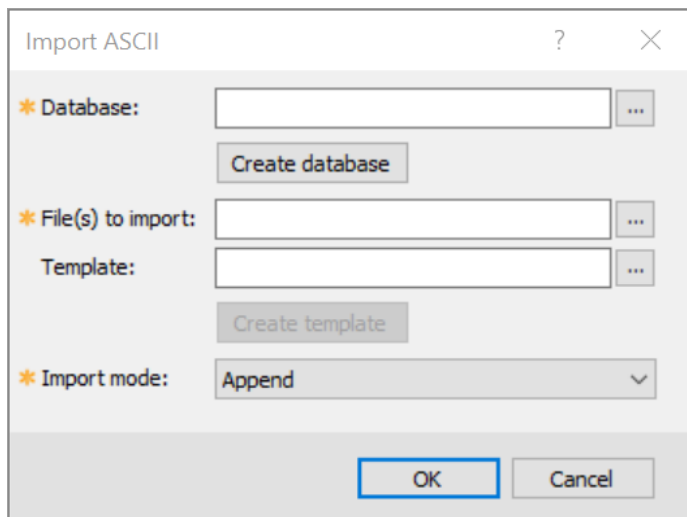 Import ASCII ?
* Database: ...
Create database
* File(s) to import: ...
Template: ...
Create template
* Import mode: Append
OK Cancel